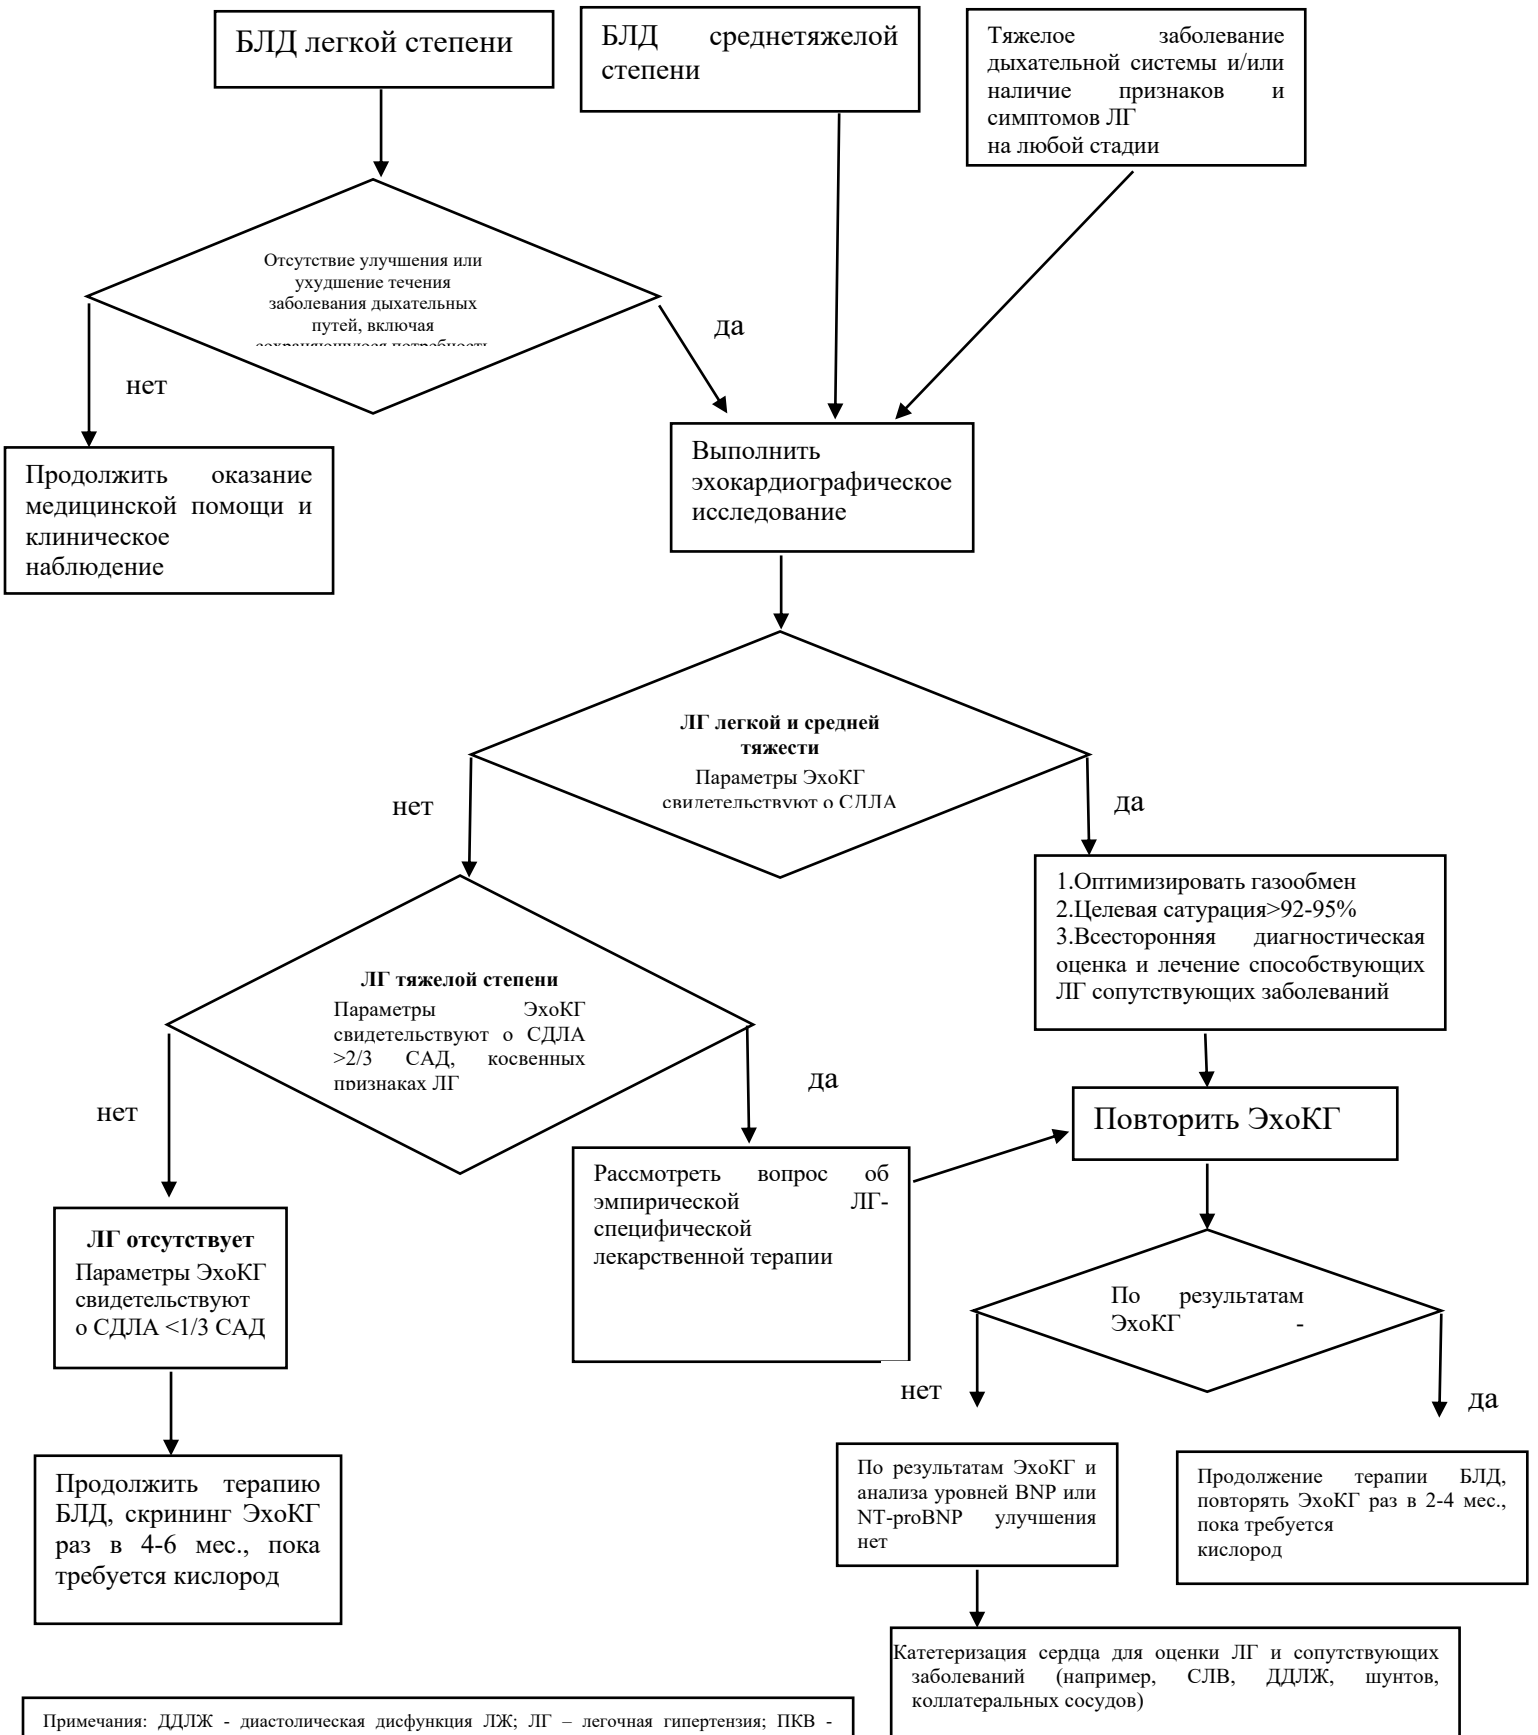 БЛД легкой степени
БЛД среднетяжелой
степени
Тяжелое заболевание
дыхательной системы и/или
наличие признаков и
симптомов ЛГ
на любой стадии
Отсутствие улучшения или
ухудшение течения
заболевания дыхательных
путей, включая
сохраняющуюся потребность
да
нет
Продолжить оказание
медицинской помощи и
клиническое
наблюдение
Выполнить
эхокардиографическое
исследование
ЛГ легкой и средней
тяжести
Параметры ЭхоКГ
свидетельствуют о СДЛА
нет
да
1.Оптимизировать газообмен
2.Целевая сатурация>92-95%
3.Всесторонняя диагностическая
оценка и лечение способствующих
ЛГ сопутствующих заболеваний
ЛГ тяжелой степени
Параметры ЭхоКГ
свидетельствуют о СДЛА
>2/3 САД, косвенных
признаках ЛГ
нет
да
Повторить ЭхоКГ
Рассмотреть вопрос об
эмпирической ЛГ-
специфической
лекарственной терапии
ЛГ отсутствует
Параметры ЭхоКГ
свидетельствуют
о СДЛА <1/3 САД
По результатам
ЭхоКГ -
нет
да
Продолжить терапию
БЛД, скрининг ЭхоКГ
раз в 4-6 мес., пока
требуется кислород
По результатам ЭхоКГ и
анализа уровней BNP или
NT-proBNP улучшения
нет
Продолжение терапии БЛД,
повторять ЭхоКГ раз в 2-4 мес.,
пока требуется
кислород
Катетеризация сердца для оценки ЛГ и сопутствующих
заболеваний (например, СЛВ, ДДЛЖ, шунтов,
коллатеральных сосудов)
Примечания: ДДЛЖ - диастолическая дисфункция ЛЖ; ЛГ – легочная гипертензия; ПКВ -